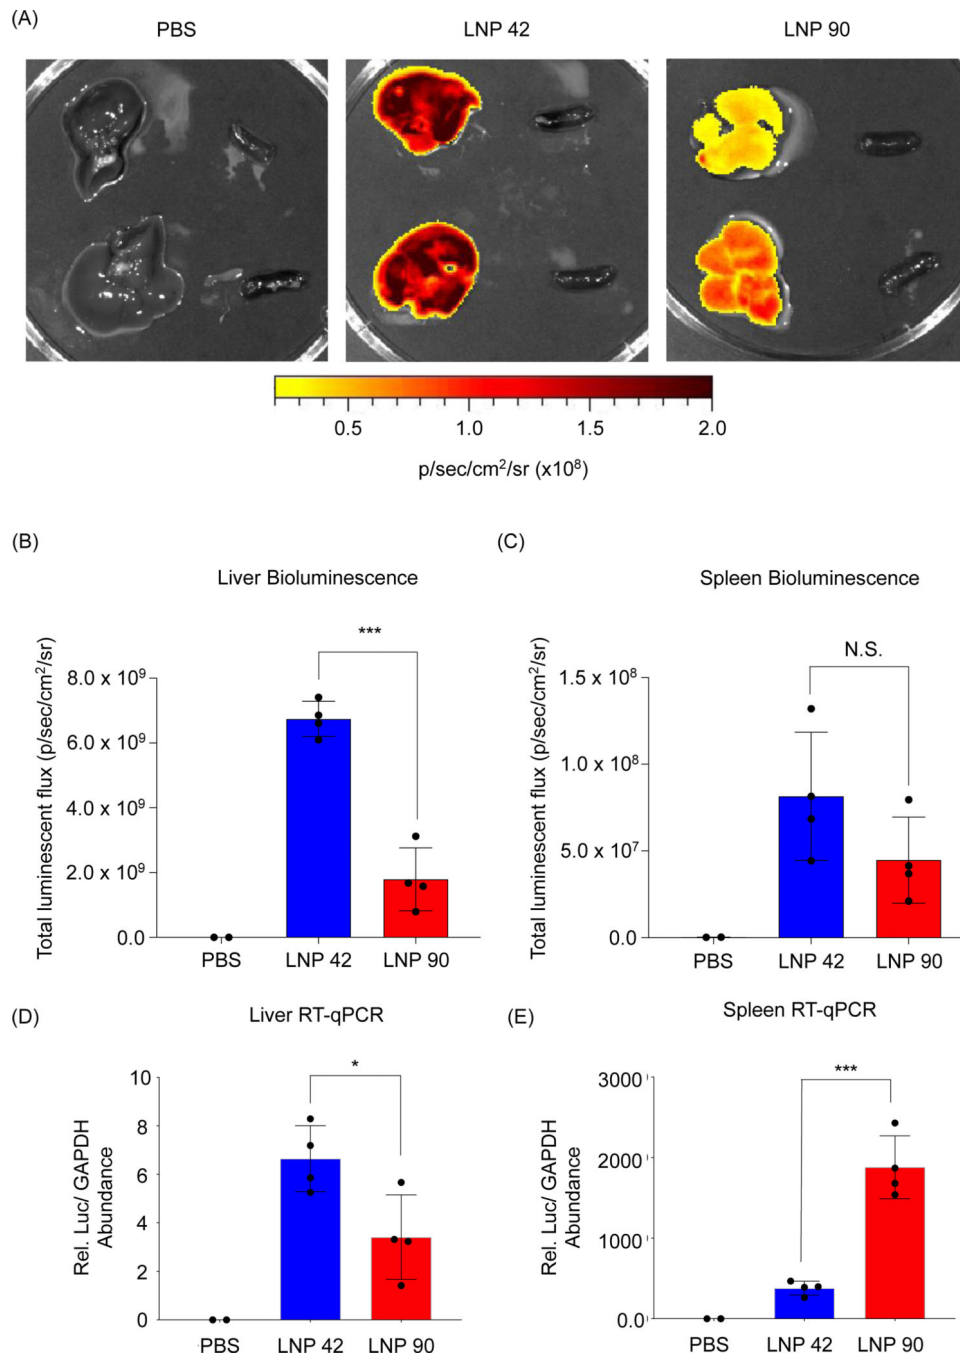 (A)
PBS
LNP 42
LNP 90
0.5
1.0
1.5
2.0
p/sec/cm²/sr (x10⁸)
(B)
Liver Bioluminescence
Total luminescent flux (p/sec/cm²/sr)
8.0 x 10⁹
6.0 x 10⁹
4.0 x 10⁹
2.0 x 10⁹
0.0
***
PBS
LNP 42
LNP 90
(C)
Spleen Bioluminescence
Total luminescent flux (p/sec/cm²/sr)
1.5 x 10⁸
1.0 x 10⁸
5.0 x 10⁷
0.0
N.S.
PBS
LNP 42
LNP 90
(D)
Liver RT-qPCR
Rel. Luc/ GAPDH
Abundance
10
8
6
4
2
0
*
PBS
LNP 42
LNP 90
(E)
Spleen RT-qPCR
Rel. Luc/ GAPDH
Abundance
3000
2000
1000
0.0
***
PBS
LNP 42
LNP 90